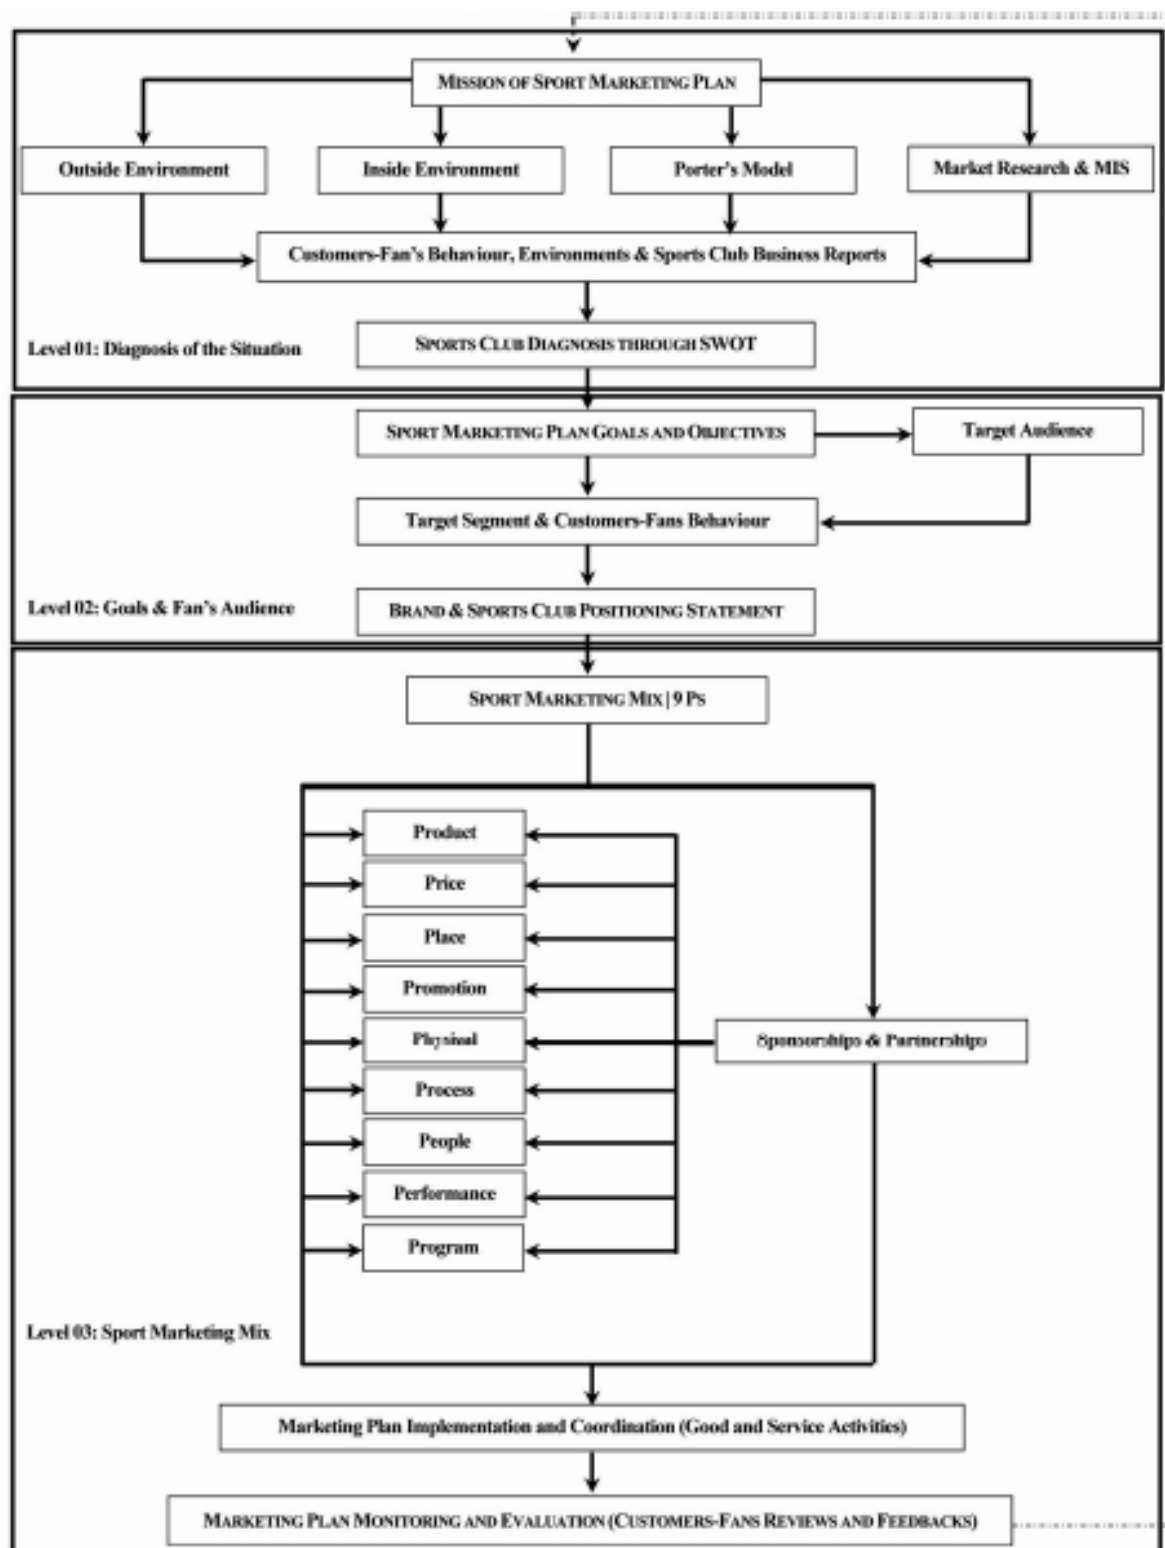 MISSION OF SPORT MARKETING PLAN
Outside Environment
Inside Environment
Porter's Model
Market Research & MIS
Customers-Fan's Behaviour, Environments & Sports Club Business Reports
Level 01: Diagnosis of the Situation
SPORTS CLUB DIAGNOSIS THROUGH SWOT
SPORT MARKETING PLAN GOALS AND OBJECTIVES
Target Audience
Target Segment & Customers-Fans Behaviour
Level 02: Goals & Fan's Audience
BRAND & SPORTS CLUB POSITIONING STATEMENT
SPORT MARKETING MIX | 9 PS
Product
Price
Place
Promotion
Physical
Sponsorships & Partnerships
Process
People
Performance
Program
Level 03: Sport Marketing Mix
Marketing Plan Implementation and Coordination (Good and Service Activities)
MARKETING PLAN MONITORING AND EVALUATION (CUSTOMERS-FANS REVIEWS AND FEEDBACKS)